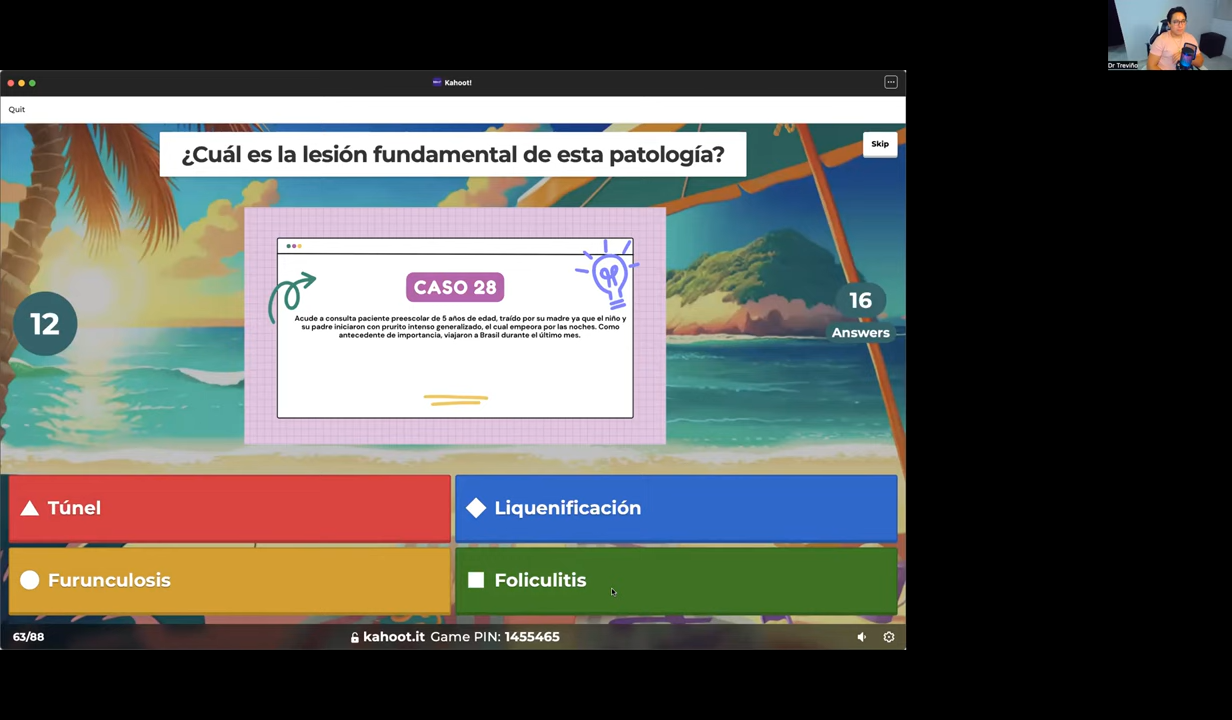 Dr Treviño
Kahoot!
Quit
¿Cuál es la lesión fundamental de esta patología?
Skip
CASO 28
Acude a consulta paciente preescolar de 5 años de edad, traído por su madre ya que el niño y
su padre iniciaron con prurito intenso generalizado, el cual empeora por las noches. Como
antecedente de importancia, viajaron a Brasil durante el último mes.
12
16
Answers
Túnel
Liquenificación
Furunculosis
Foliculitis
63/88
kahoot.it Game PIN: 1455465